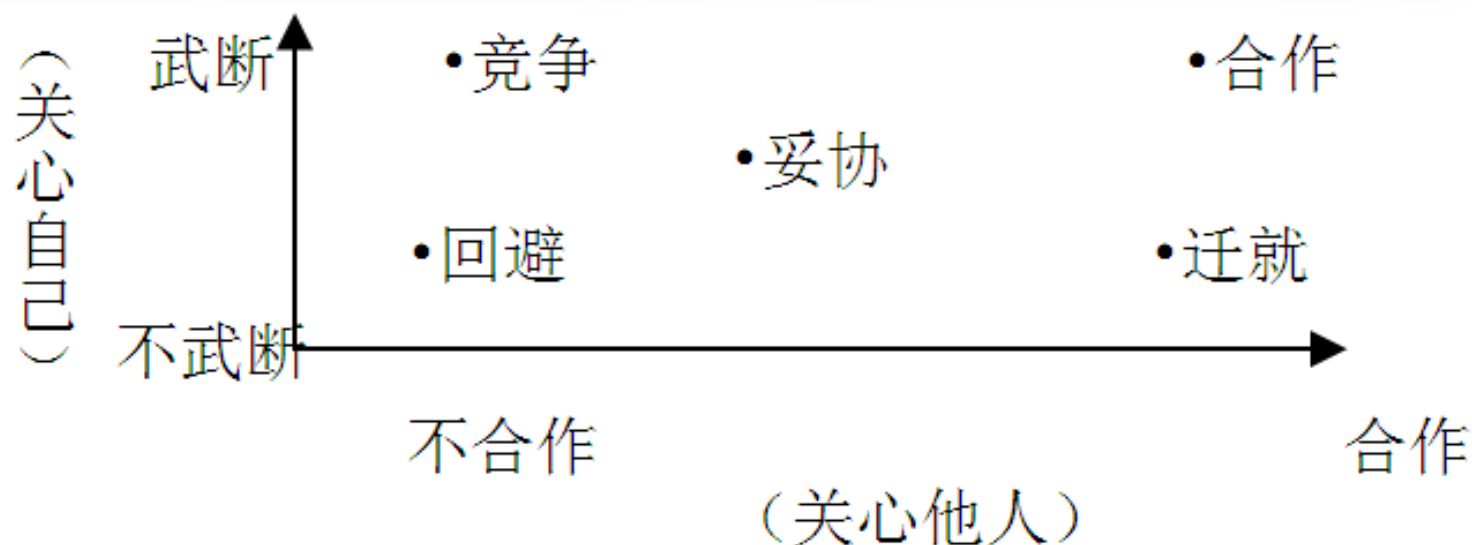 （关心自己）
武断 •竞争 •合作
•妥协
•回避 •迁就
不武断
不合作 合作
（关心他人）